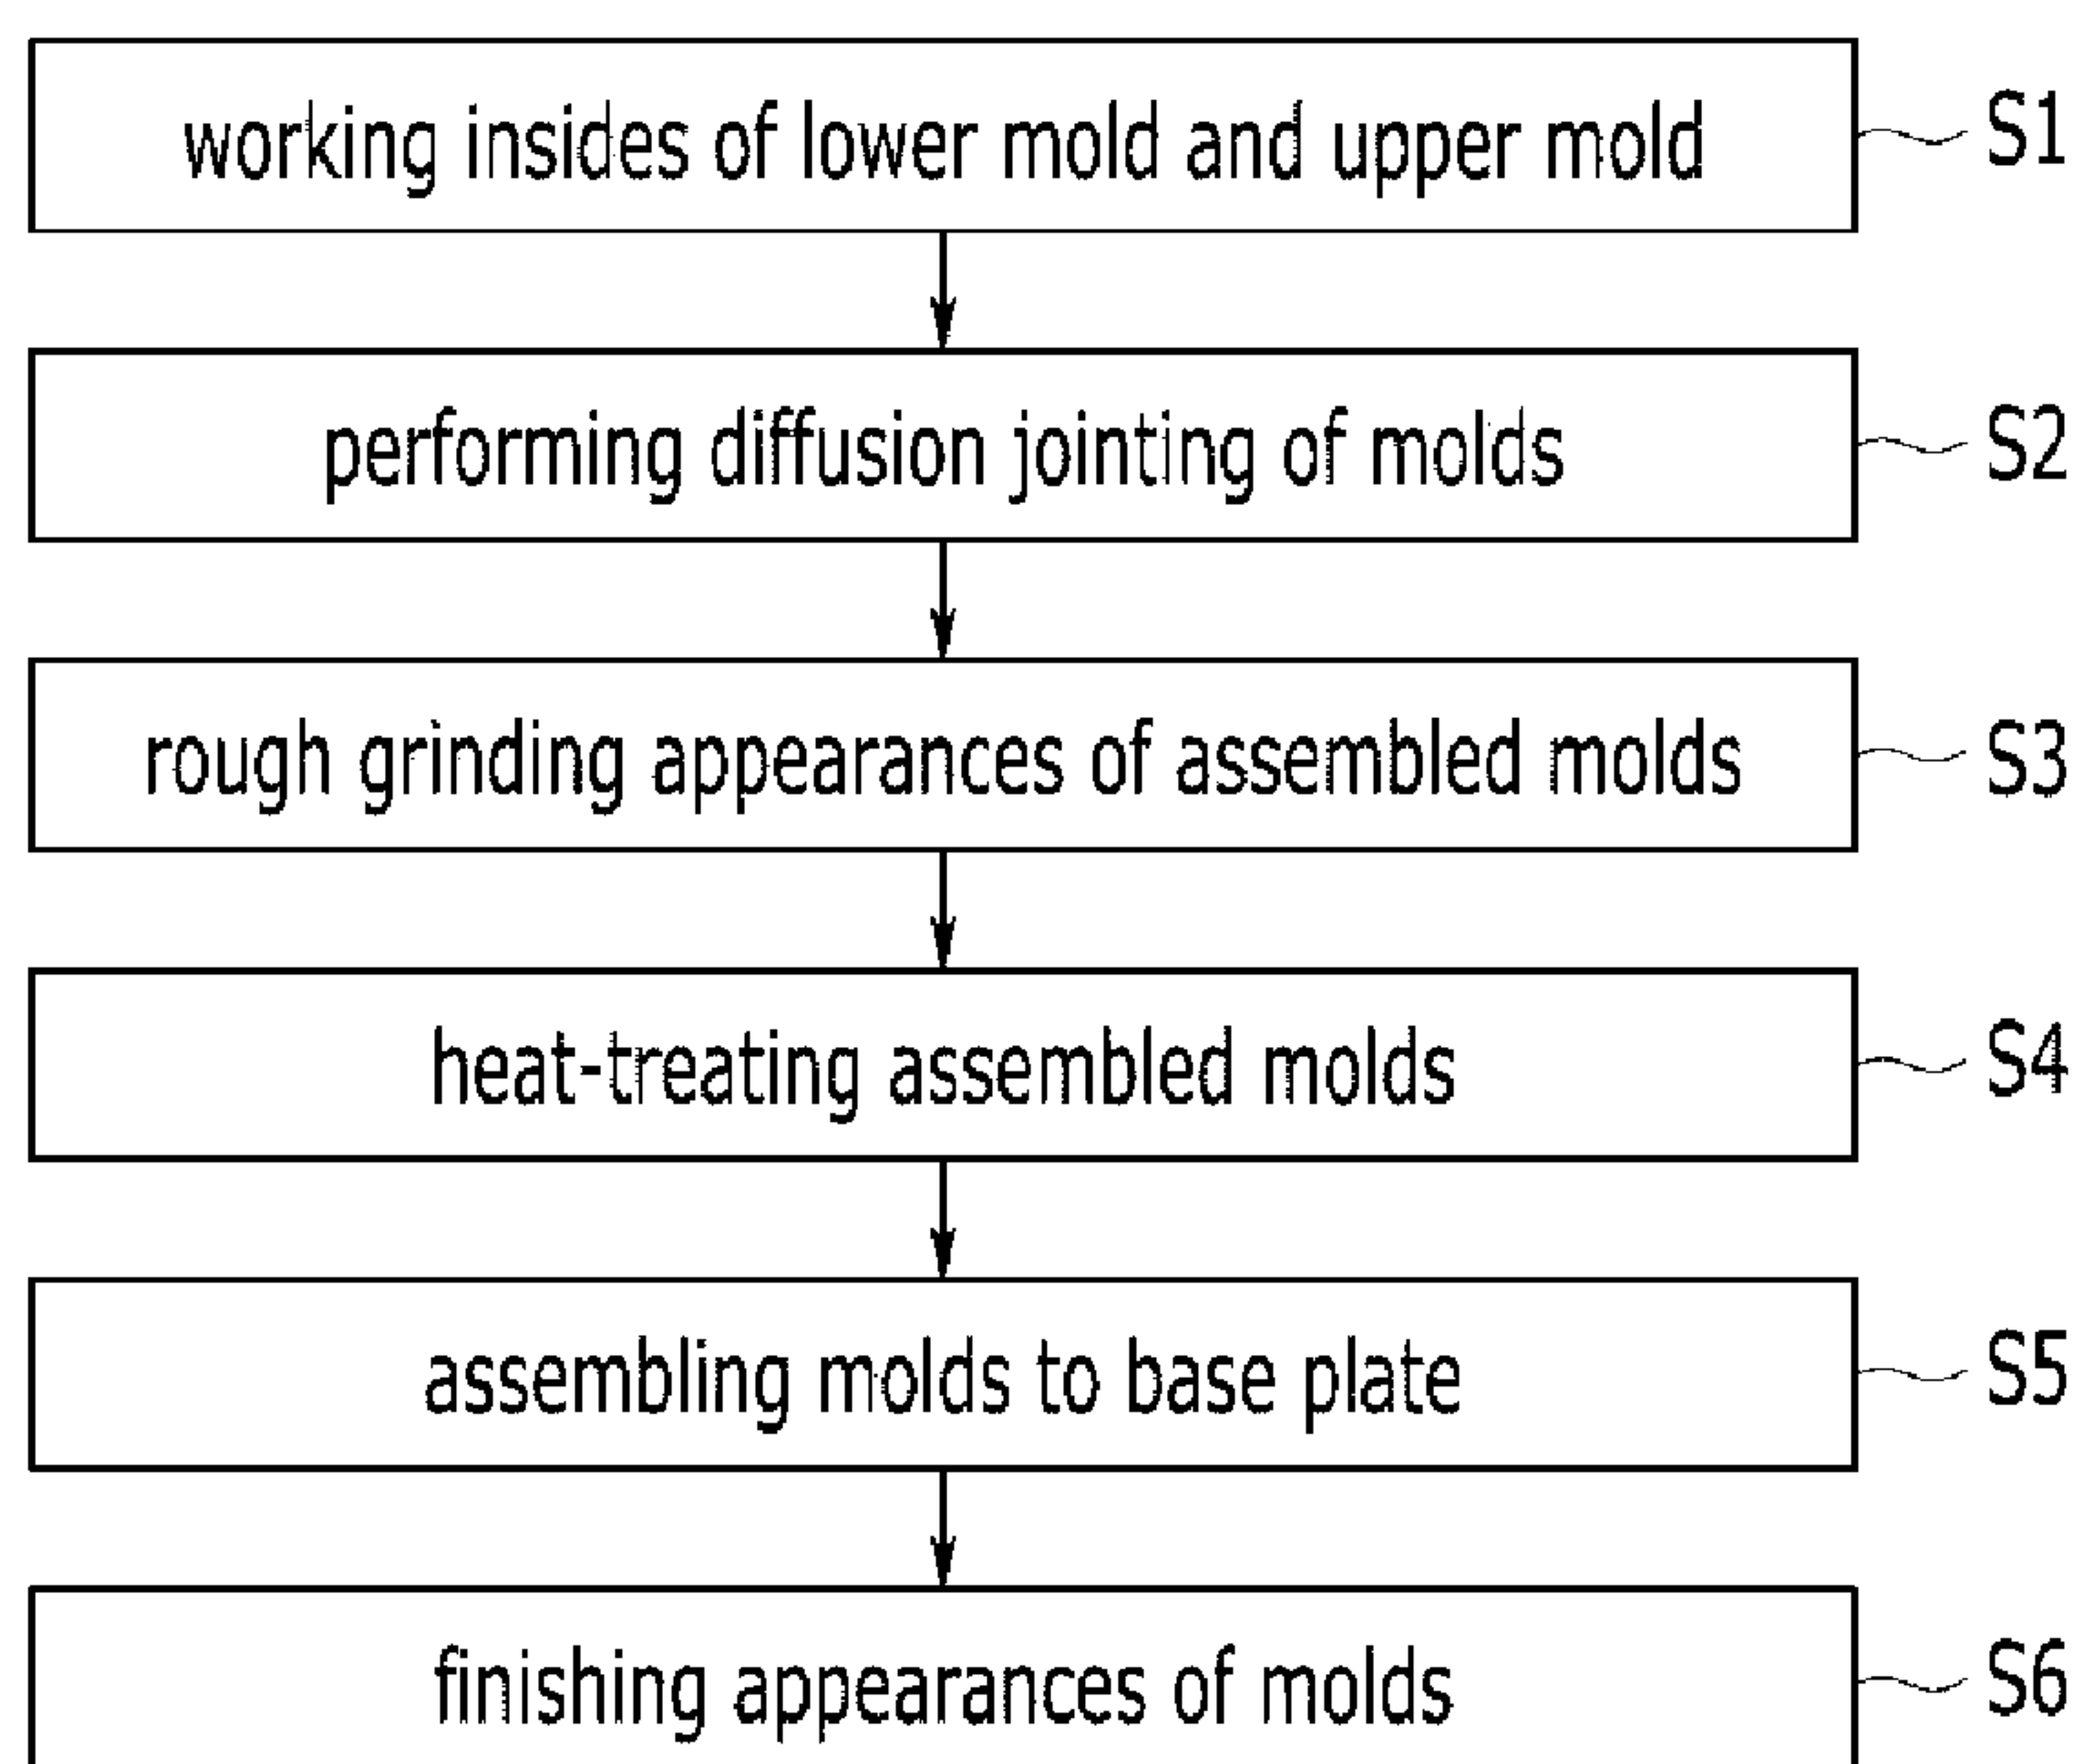 working insides of lower mold and upper mold S1
performing diffusion jointing of molds S2
rough grinding appearances of assembled molds S3
heat-treating assembled molds S4
assembling molds to base plate S5
finishing appearances of molds S6